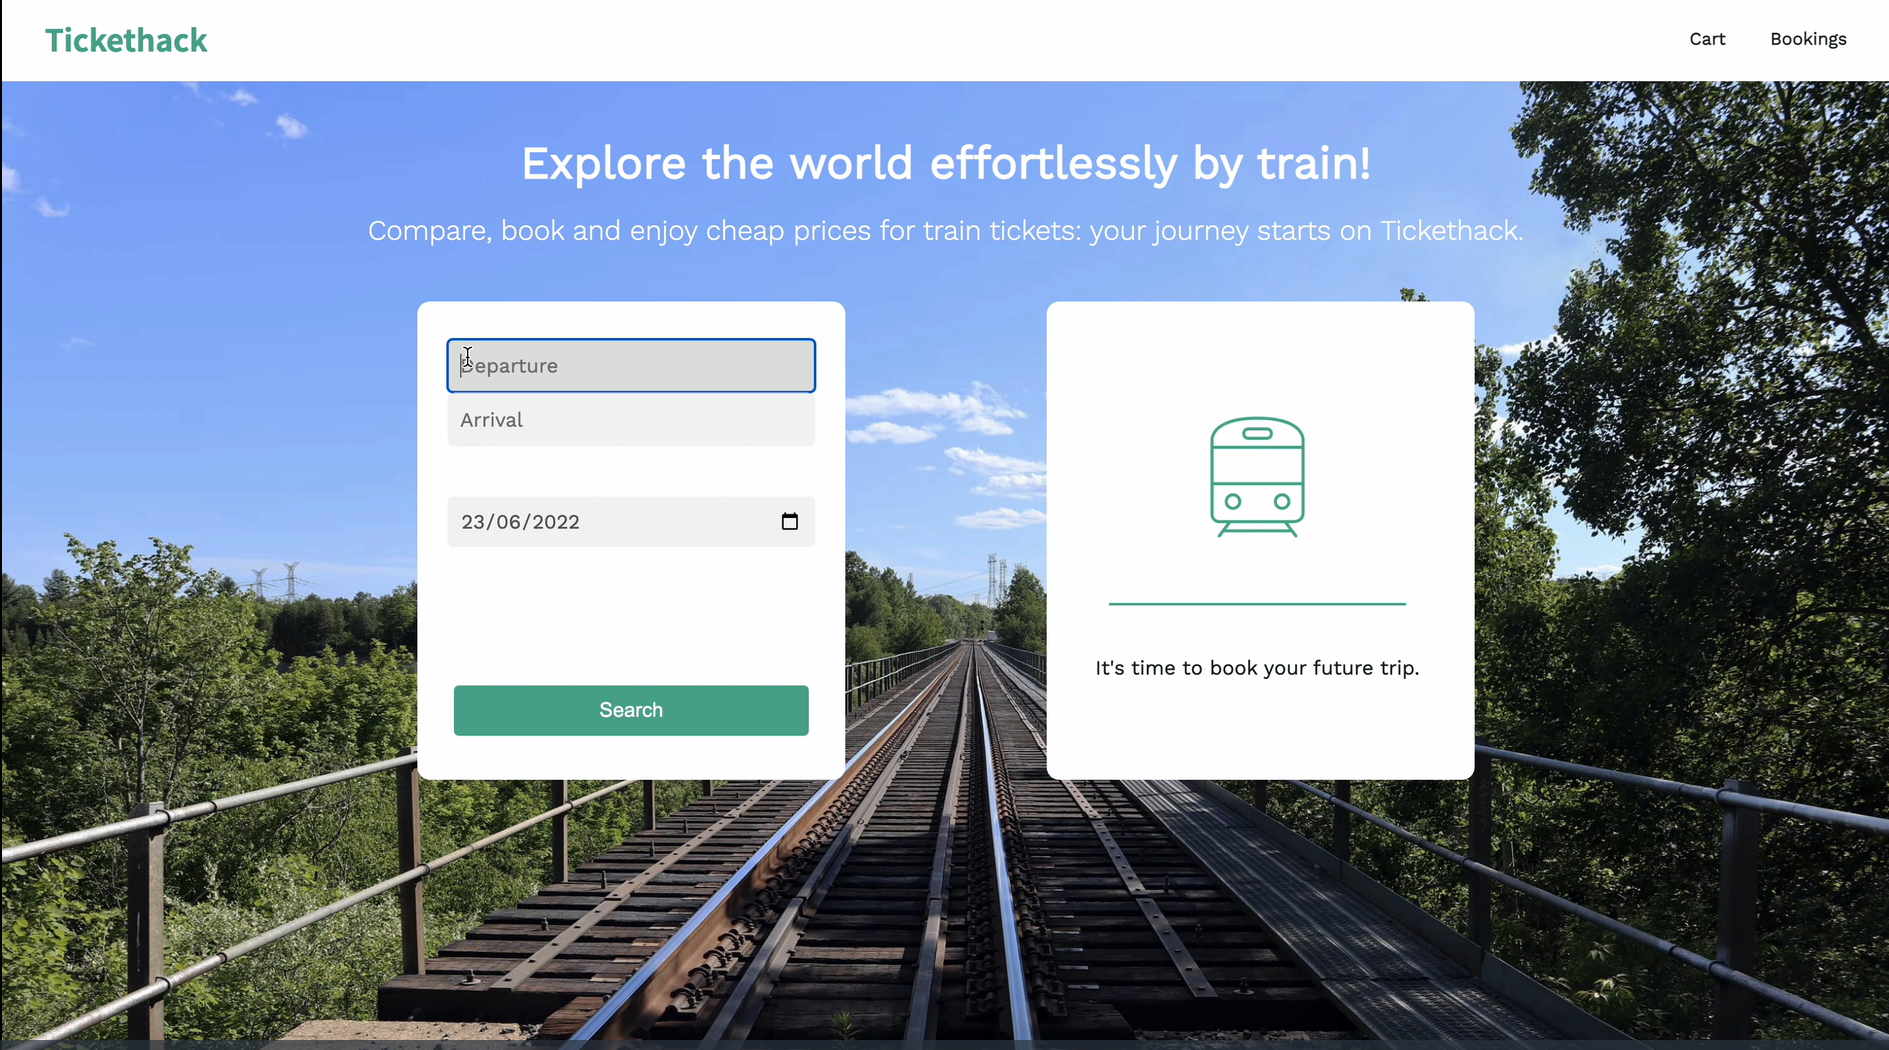 Tickethack
Cart
Bookings
Explore the world effortlessly by train!
Compare, book and enjoy cheap prices for train tickets: your journey starts on Tickethack.
Departure
Arrival
23/06/2022
Search
It's time to book your future trip.